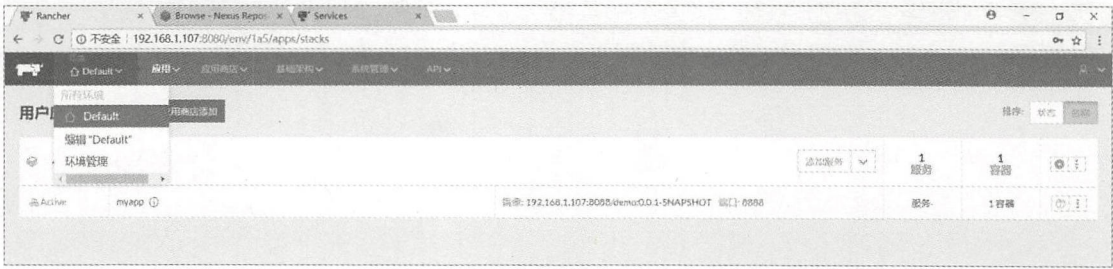 Rancher
Browse - Nexus Repos
Services
不安全 192.168.1.107:8080/env/1a5/apps/stacks
Default 应用 应用商店 基础架构 系统管理 API
所有环境
用户
Default
用商店添加
排序: 状态 名称
编辑 "Default"
环境管理
添加服务
1 服务
1 容器
Active myapp 镜像: 192.168.1.107:8088/demo:0.0.1-SNAPSHOT 端口: 8888 服务 1 容器